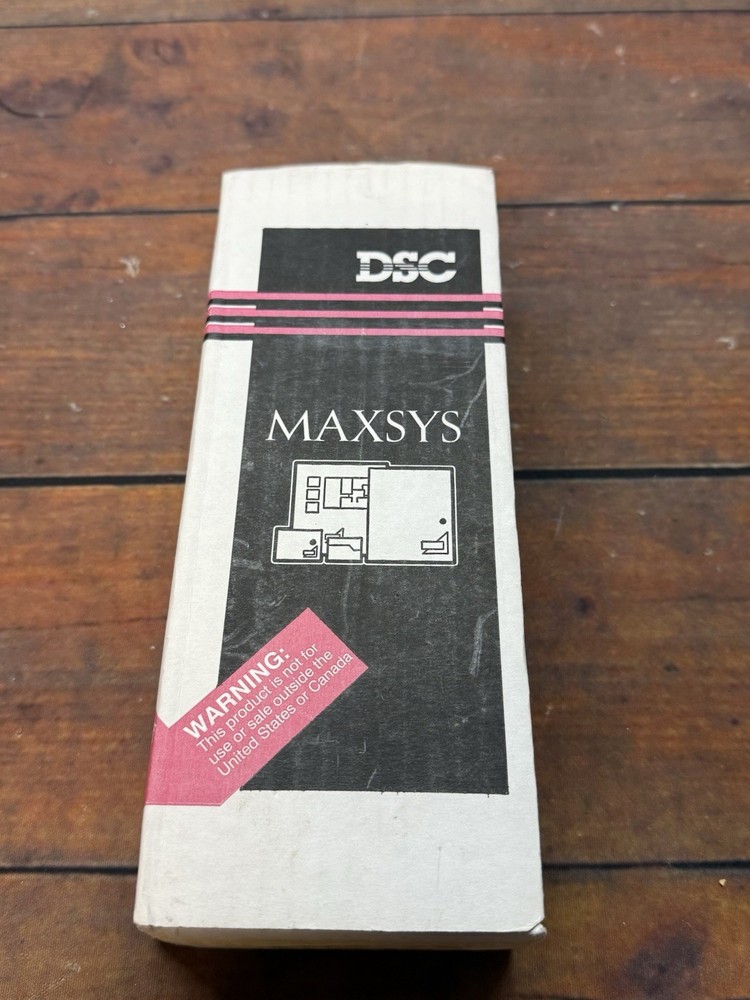 DSC
MAXSYS
WARNING:
This product is not for
use or sale outside the
United States or Canada